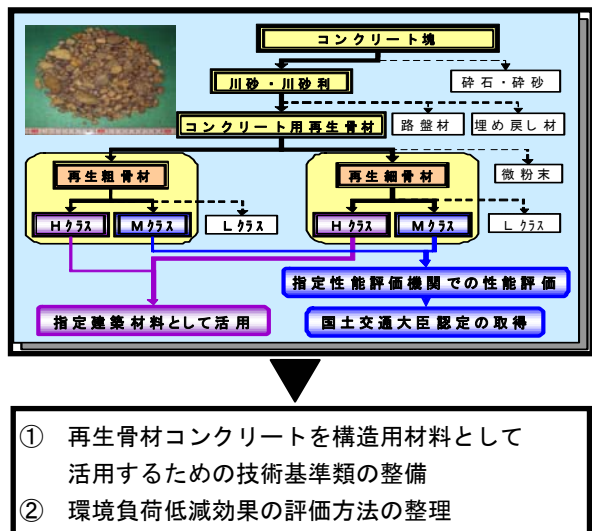 コンクリート塊
川砂・川砂利
砕石・砕砂
コンクリート用再生骨材
路盤材
埋め戻し材
再生粗骨材
再生細骨材
微粉末
Hクラス
Mクラス
Lクラス
Hクラス
Mクラス
Lクラス
指定性能評価機関での性能評価
指定建築材料として活用
国土交通大臣認定の取得
① 再生骨材コンクリートを構造用材料として
活用するための技術基準類の整備
② 環境負荷低減効果の評価方法の整理